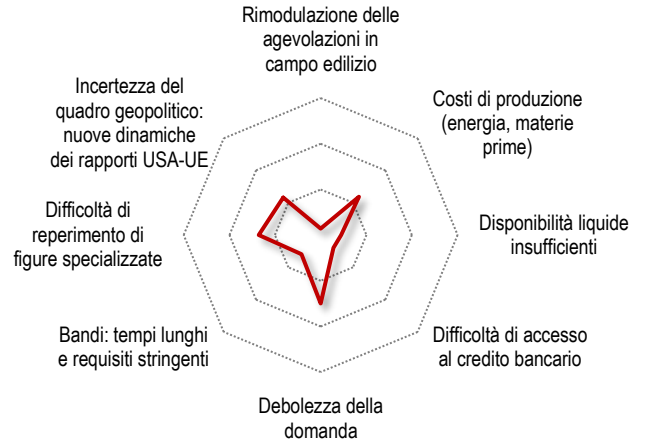 Rimodulazione delle
agevolazioni in
campo edilizio
Costi di produzione
(energia, materie
prime)
Disponibilità liquide
insufficienti
Difficoltà di accesso
al credito bancario
Debolezza della
domanda
Bandi: tempi lunghi
e requisiti stringenti
Difficoltà di
reperimento di
figure specializzate
Incertezza del
quadro geopolitico:
nuove dinamiche
dei rapporti USA-UE